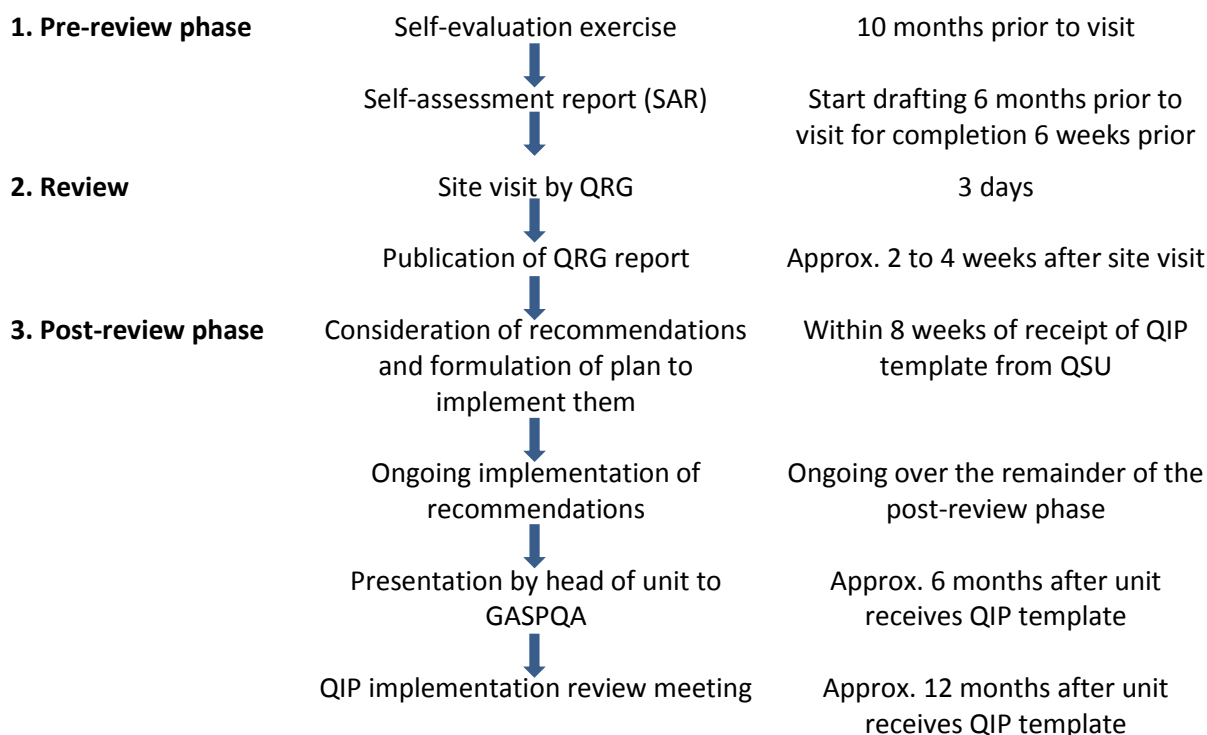 1. Pre-review phase Self-evaluation exercise 10 months prior to visit
Self-assessment report (SAR) Start drafting 6 months prior to
visit for completion 6 weeks prior
2. Review Site visit by QRG 3 days
Publication of QRG report Approx. 2 to 4 weeks after site visit
3. Post-review phase Consideration of recommendations Within 8 weeks of receipt of QIP
and formulation of plan to template from QSU
implement them
Ongoing implementation of Ongoing over the remainder of the
recommendations post-review phase
Presentation by head of unit to Approx. 6 months after unit
GASPQA receives QIP template
QIP implementation review meeting Approx. 12 months after unit
receives QIP template